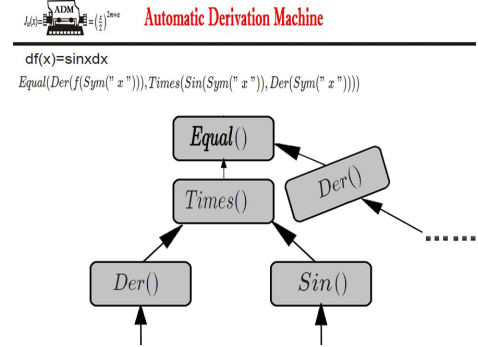 ADM
Automatic Derivation Machine
df(x)=sinxdx
Equal(Der(f(Sym(" x "))),Times(Sin(Sym(" x ")),Der(Sym(" x "))))
Equal()
Times()
Der()
Der()
Sin()